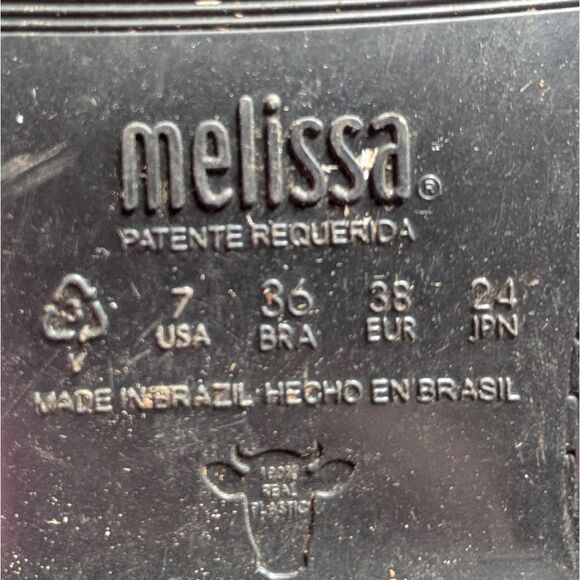 melissa®
PATENTE REQUERIDA
3 7 36 38 24
V USA BRA EUR JPN
MADE IN BRAZIL HECHO EN BRASIL
100%
REAL
PLASTIC